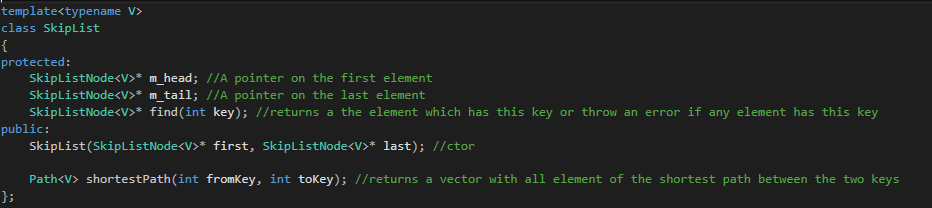 template<typename V>
class SkipList
{
protected:
    SkipListNode<V>* m_head; //A pointer on the first element
    SkipListNode<V>* m_tail; //A pointer on the last element
    SkipListNode<V>* find(int key); //returns a the element which has this key or throw an error if any element has this key
public:
    SkipList(SkipListNode<V>* first, SkipListNode<V>* last); //ctor

    Path<V> shortestPath(int fromKey, int toKey); //returns a vector with all element of the shortest path between the two keys
};